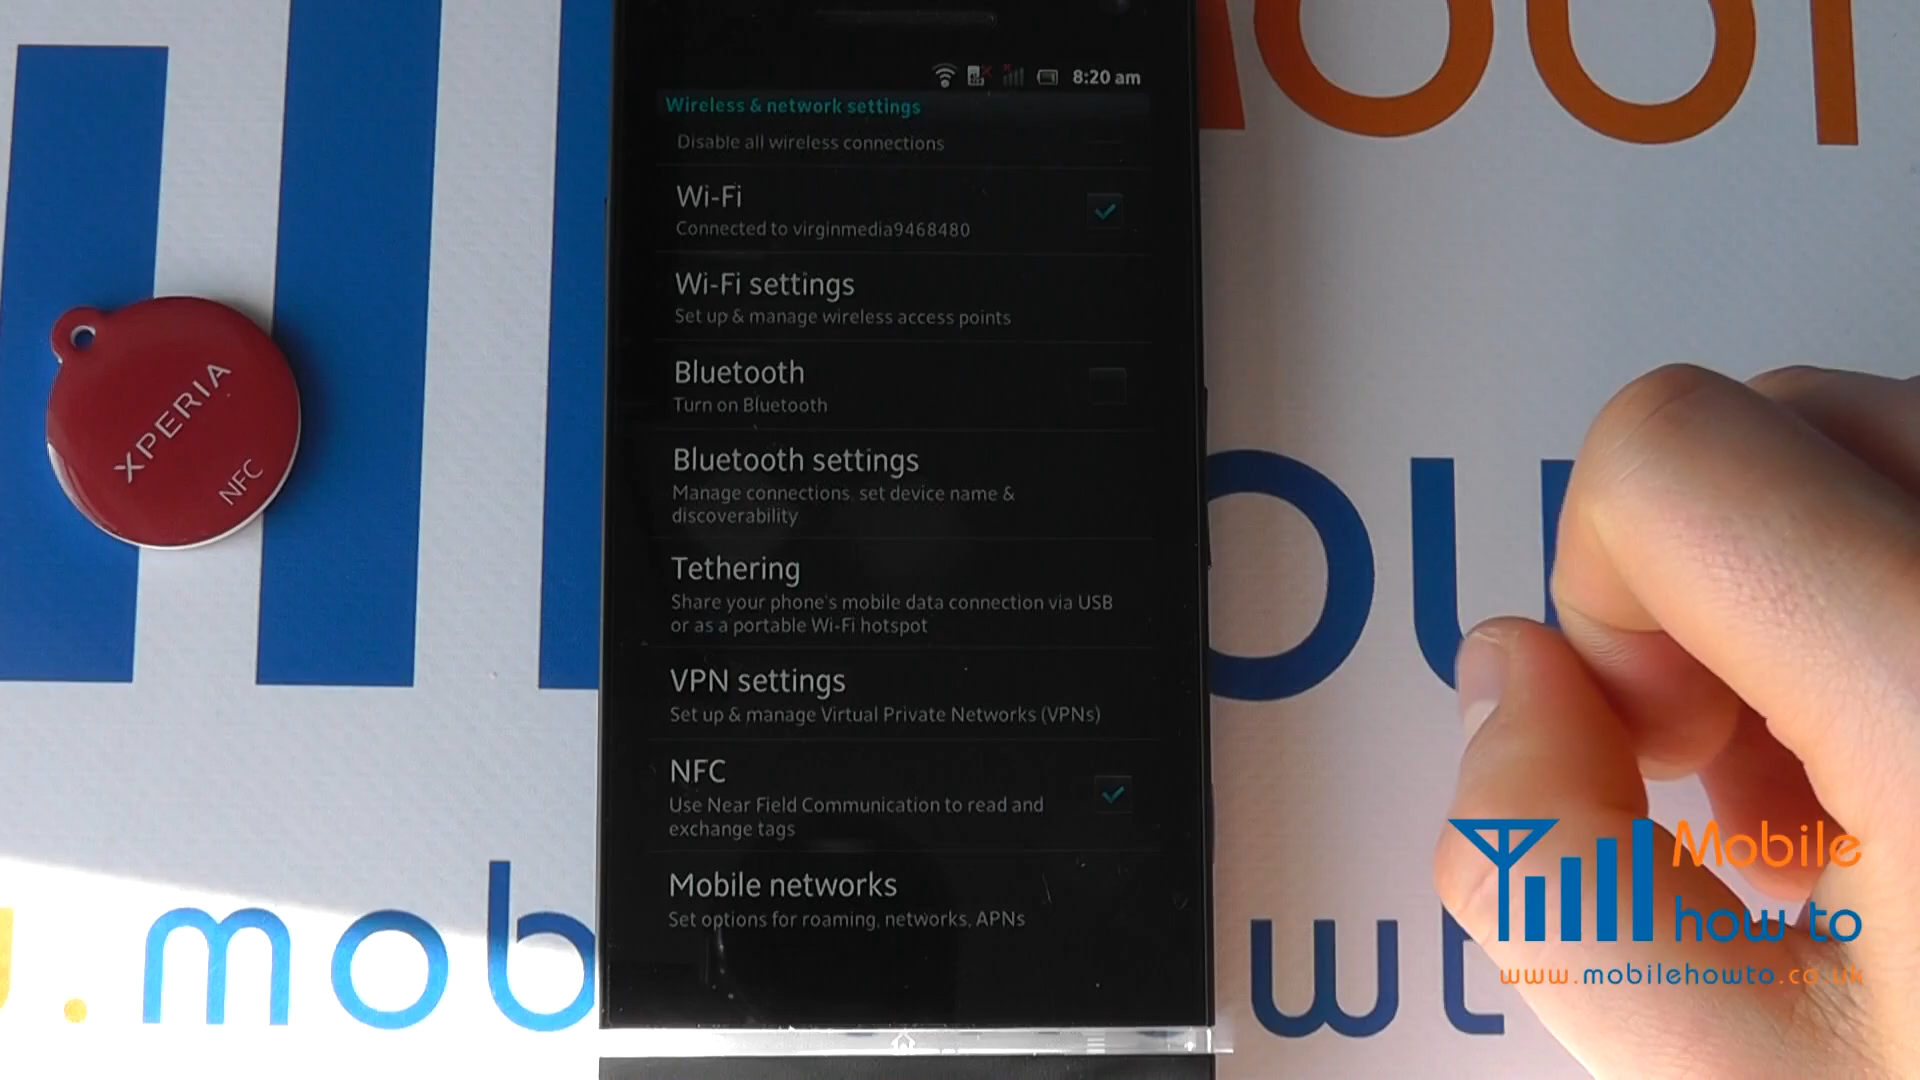 8:20 am
Wireless & network settings
Disable all wireless connections
Wi-Fi
Connected to virginmedia9468480
Wi-Fi settings
Set up & manage wireless access points
Bluetooth
Turn on Bluetooth
Bluetooth settings
Manage connections, set device name &
discoverability
Tethering
Share your phone's mobile data connection via USB
or as a portable Wi-Fi hotspot
VPN settings
Set up & manage Virtual Private Networks (VPNs)
NFC
Use Near Field Communication to read and
exchange tags
Mobile networks
Set options for roaming, networks, APNs
XPERIA
NFC
Mobile
how to
www.mobilehowto.co.uk